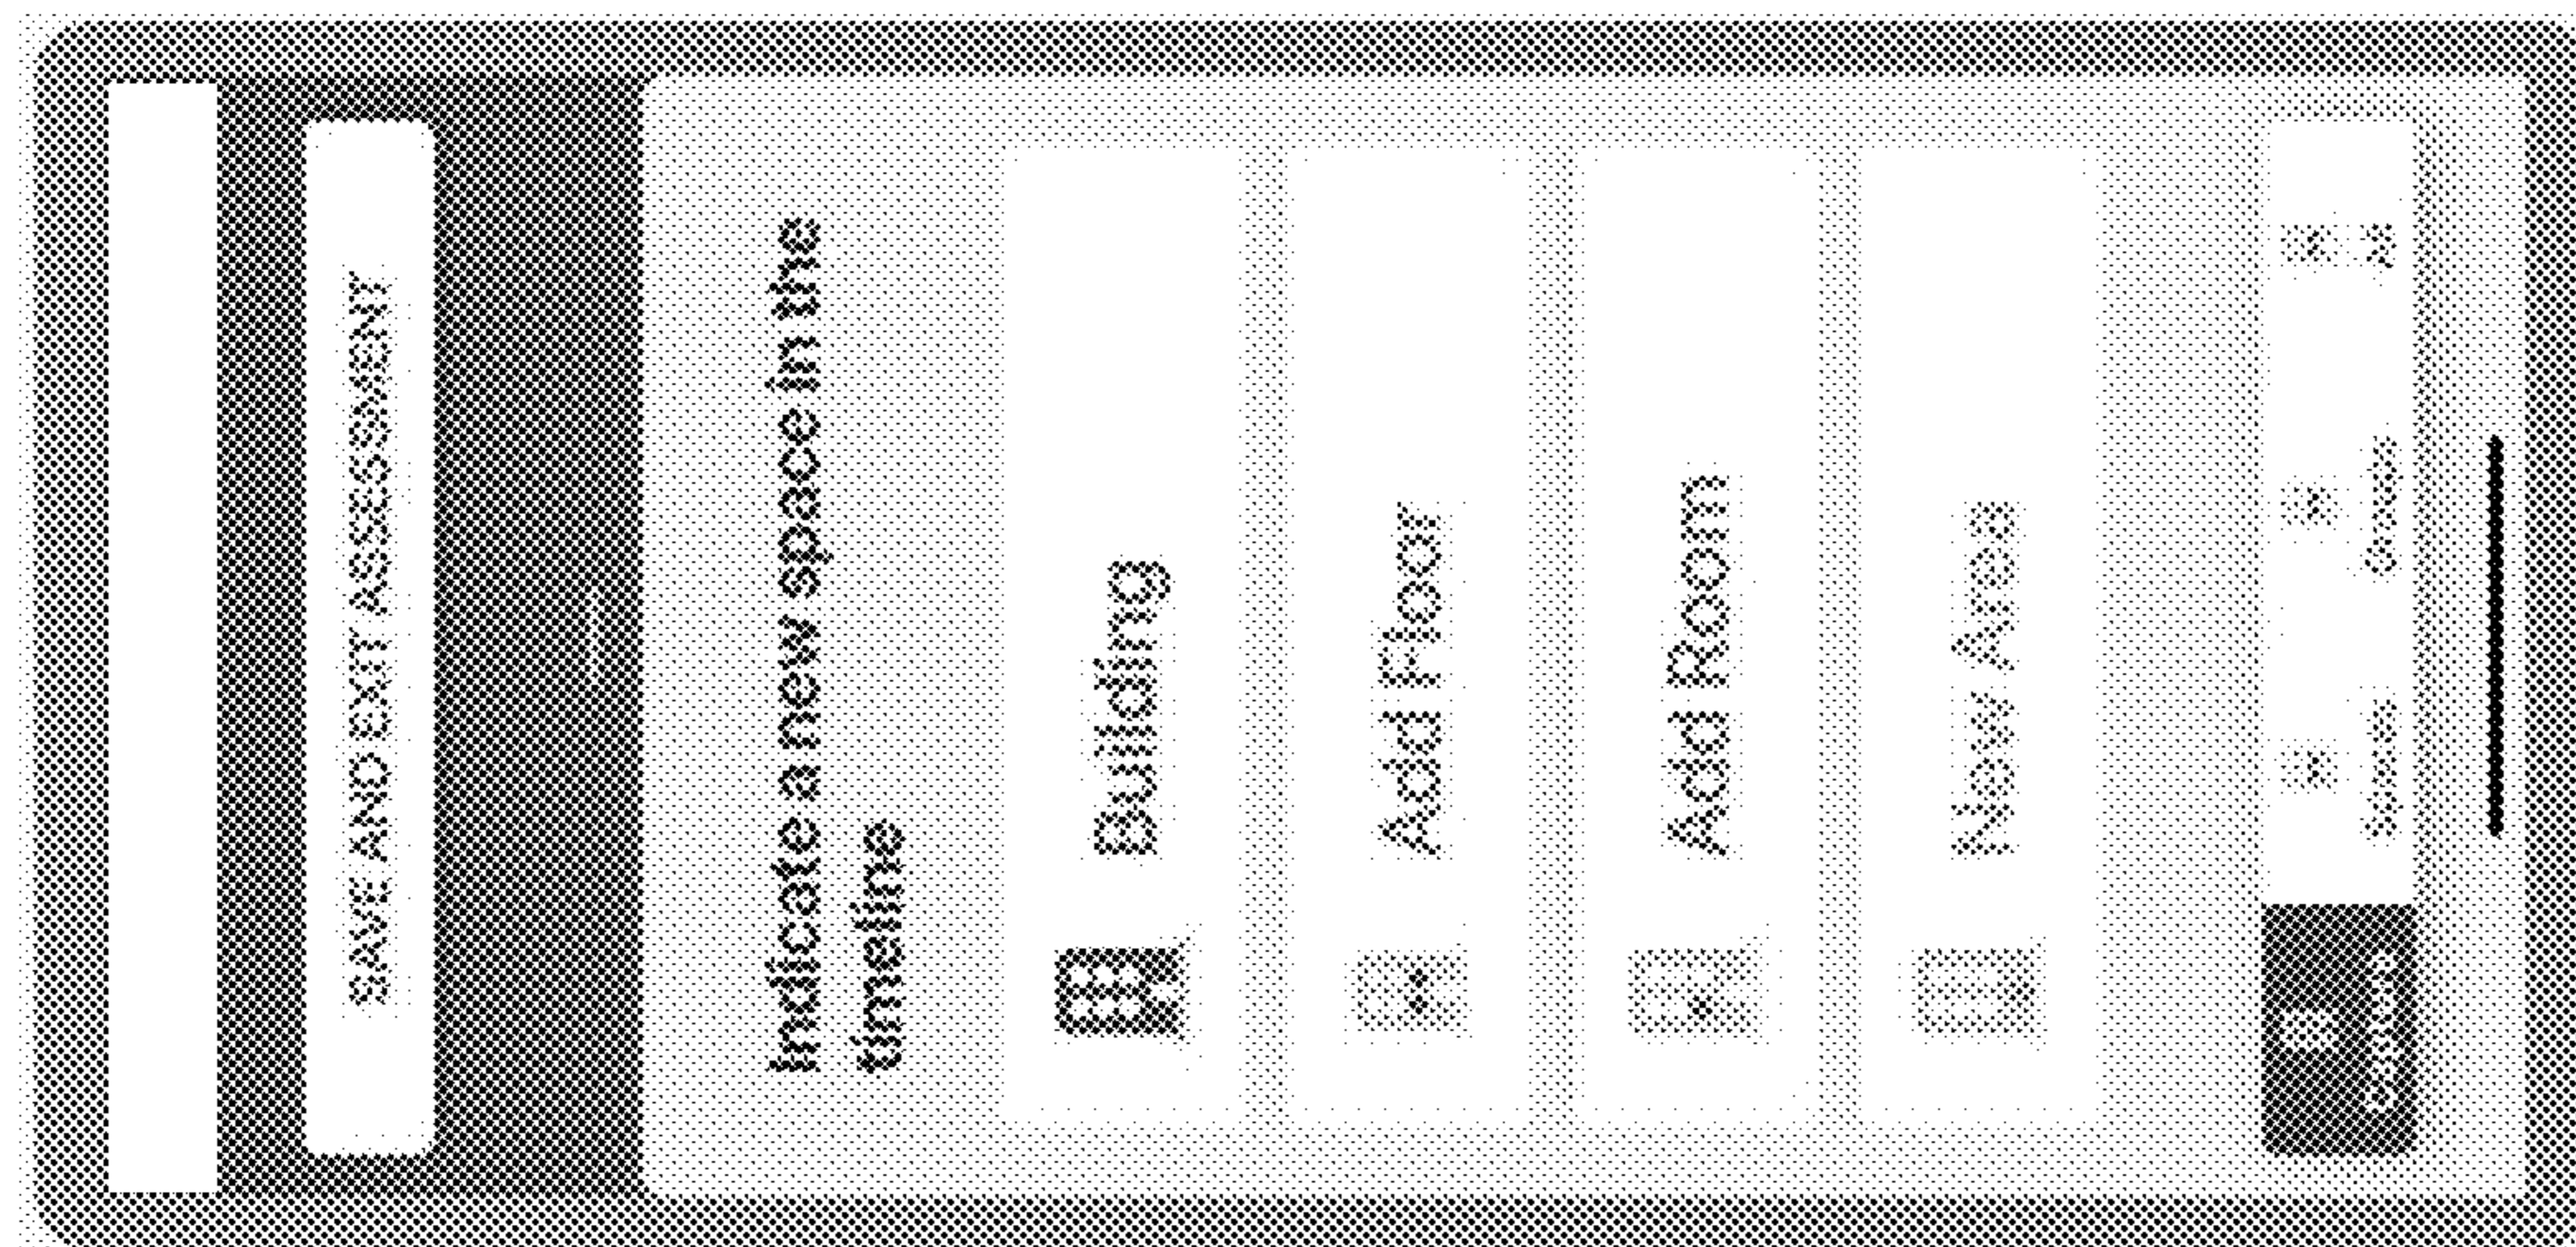 SAVE AND EXIT ASSESSMENT
Indicate a new space in the
timeline
Building
Add Floor
Add Room
New Area